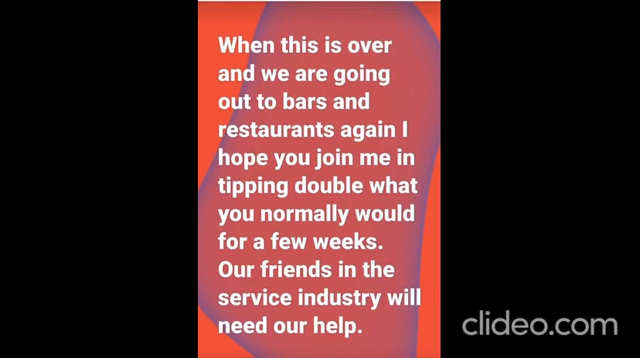 When this is over
and we are going
out to bars and
restaurants again I
hope you join me in
tipping double what
you normally would
for a few weeks.
Our friends in the
service industry will
need our help.
clideo.com